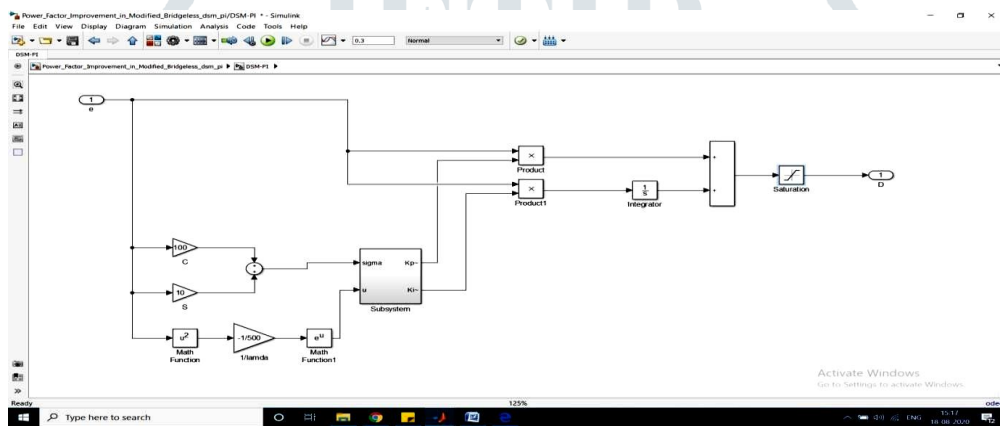 Power_Factor_Improvement_in_Modified_Bridgeless_dsm_pi/DSM-PI * - Simulink
File Edit View Display Diagram Simulation Analysis Code Tools Help
0.3 Normal
DSM-PI
Power_Factor_Improvement_in_Modified_Bridgeless_dsm_pi DSM-PI
1
e
×
Product
×
Product1
1/s
Integrator
+
+
Saturation
1
D
100
C
10
S
sigma Kp~
u Ki~
Subsystem
u²
Math
Function
-1/500
1/lamda
eᵘ
Math
Function1
Activate Windows
Go to Settings to activate Windows.
Ready 125% ode
Type here to search
ENG 15:17
18-08-2020